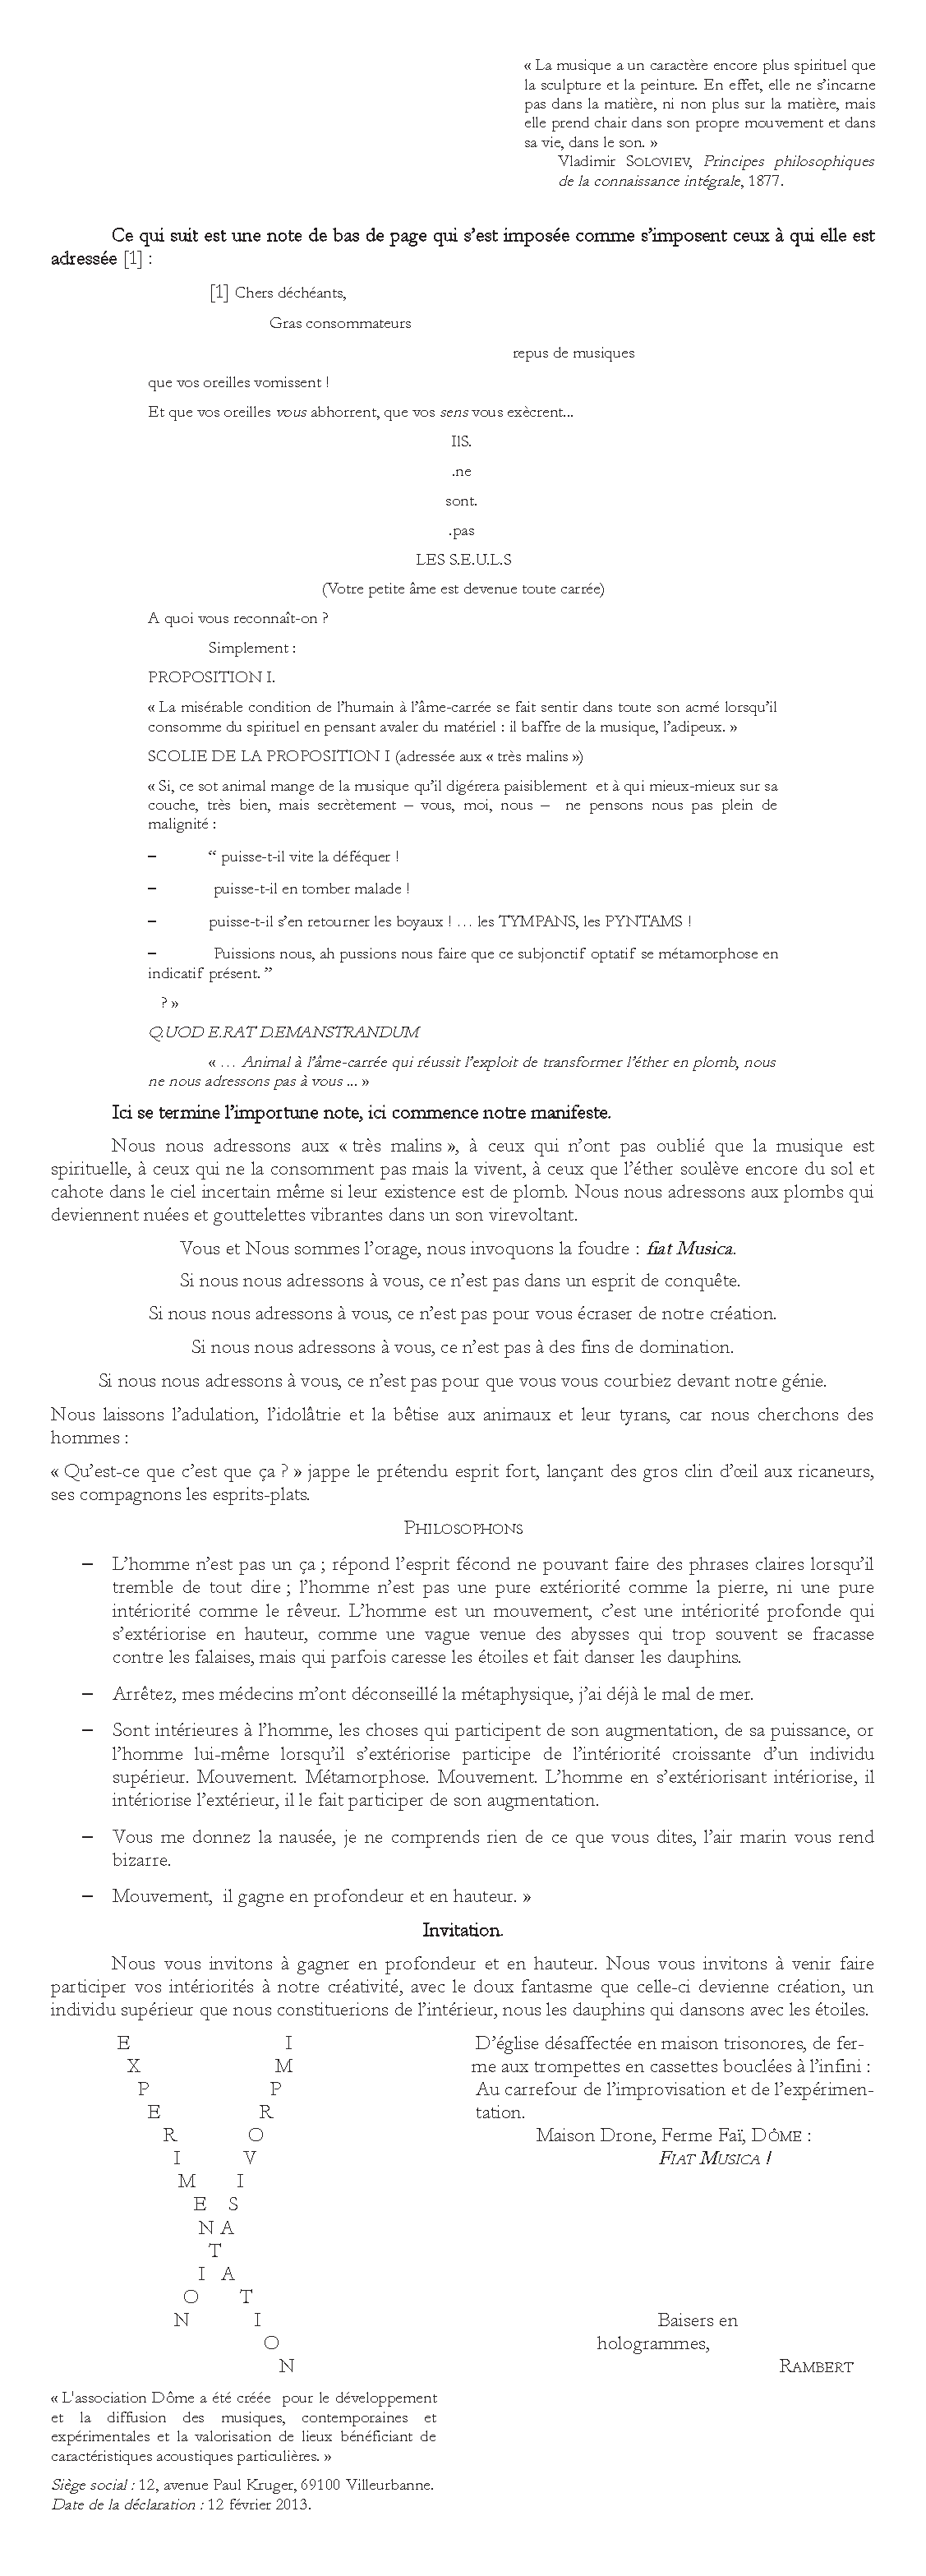 « La musique a un caractère encore plus spirituel que
la sculpture et la peinture. En effet, elle ne s’incarne
pas dans la matière, ni non plus sur la matière, mais
elle prend chair dans son propre mouvement et dans
sa vie, dans le son. »
Vladimir SOLOVIEV, Principes philosophiques
de la connaissance intégrale, 1877.
Ce qui suit est une note de bas de page qui s’est imposée comme s’imposent ceux à qui elle est
adressée [1] :
[1] Chers déchéants,
Gras consommateurs
repus de musiques
que vos oreilles vomissent !
Et que vos oreilles vous abhorrent, que vos sens vous exècrent...
IlS.
.ne
sont.
.pas
LES S.E.U.L.S
(Votre petite âme est devenue toute carrée)
A quoi vous reconnaît-on ?
Simplement :
PROPOSITION I.
« La misérable condition de l’humain à l’âme-carrée se fait sentir dans toute son acmé lorsqu’il
consomme du spirituel en pensant avaler du matériel : il baffre de la musique, l’adipeux. »
SCOLIE DE LA PROPOSITION I (adressée aux « très malins »)
« Si, ce sot animal mange de la musique qu’il digérera paisiblement et à qui mieux-mieux sur sa
couche, très bien, mais secrètement – vous, moi, nous – ne pensons nous pas plein de
malignité :
– “ puisse-t-il vite la déféquer !
– puisse-t-il en tomber malade !
– puisse-t-il s’en retourner les boyaux ! … les TYMPANS, les PYNTAMS !
– Puissions nous, ah pussions nous faire que ce subjonctif optatif se métamorphose en
indicatif présent. ”
? »
Q.UOD E.RAT D.EMANSTRANDUM
« … Animal à l’âme-carrée qui réussit l’exploit de transformer l’éther en plomb, nous
ne nous adressons pas à vous ... »
Ici se termine l’importune note, ici commence notre manifeste.
Nous nous adressons aux « très malins », à ceux qui n’ont pas oublié que la musique est
spirituelle, à ceux qui ne la consomment pas mais la vivent, à ceux que l’éther soulève encore du sol et
cahote dans le ciel incertain même si leur existence est de plomb. Nous nous adressons aux plombs qui
deviennent nuées et gouttelettes vibrantes dans un son virevoltant.
Vous et Nous sommes l’orage, nous invoquons la foudre : fiat Musica.
Si nous nous adressons à vous, ce n’est pas dans un esprit de conquête.
Si nous nous adressons à vous, ce n’est pas pour vous écraser de notre création.
Si nous nous adressons à vous, ce n’est pas à des fins de domination.
Si nous nous adressons à vous, ce n’est pas pour que vous vous courbiez devant notre génie.
Nous laissons l’adulation, l’idolâtrie et la bêtise aux animaux et leur tyrans, car nous cherchons des
hommes :
« Qu’est-ce que c’est que ça ? » jappe le prétendu esprit fort, lançant des gros clin d’œil aux ricaneurs,
ses compagnons les esprits-plats.
PHILOSOPHONS
– L’homme n’est pas un ça ; répond l’esprit fécond ne pouvant faire des phrases claires lorsqu’il
tremble de tout dire ; l’homme n’est pas une pure extériorité comme la pierre, ni une pure
intériorité comme le rêveur. L’homme est un mouvement, c’est une intériorité profonde qui
s’extériorise en hauteur, comme une vague venue des abysses qui trop souvent se fracasse
contre les falaises, mais qui parfois caresse les étoiles et fait danser les dauphins.
– Arrêtez, mes médecins m’ont déconseillé la métaphysique, j’ai déjà le mal de mer.
– Sont intérieures à l’homme, les choses qui participent de son augmentation, de sa puissance, or
l’homme lui-même lorsqu’il s’extériorise participe de l’intériorité croissante d’un individu
supérieur. Mouvement. Métamorphose. Mouvement. L’homme en s’extériorisant intériorise, il
intériorise l’extérieur, il le fait participer de son augmentation.
– Vous me donnez la nausée, je ne comprends rien de ce que vous dites, l’air marin vous rend
bizarre.
– Mouvement, il gagne en profondeur et en hauteur. »
Invitation.
Nous vous invitons à gagner en profondeur et en hauteur. Nous vous invitons à venir faire
participer vos intériorités à notre créativité, avec le doux fantasme que celle-ci devienne création, un
individu supérieur que nous constituerions de l’intérieur, nous les dauphins qui dansons avec les étoiles.
E I
X M
P P
E R
R O
I V
M I
E S
N A
T
I A
O T
N I
O
N
D’église désaffectée en maison trisonores, de fer-
me aux trompettes en cassettes bouclées à l’infini :
Au carrefour de l’improvisation et de l’expérimen-
tation.
Maison Drone, Ferme Faï, DÔME :
FIAT MUSICA !
Baisers en
hologrammes,
RAMBERT
« L'association Dôme a été créée pour le développement
et la diffusion des musiques, contemporaines et
expérimentales et la valorisation de lieux bénéficiant de
caractéristiques acoustiques particulières. »
Siège social : 12, avenue Paul Kruger, 69100 Villeurbanne.
Date de la déclaration : 12 février 2013.